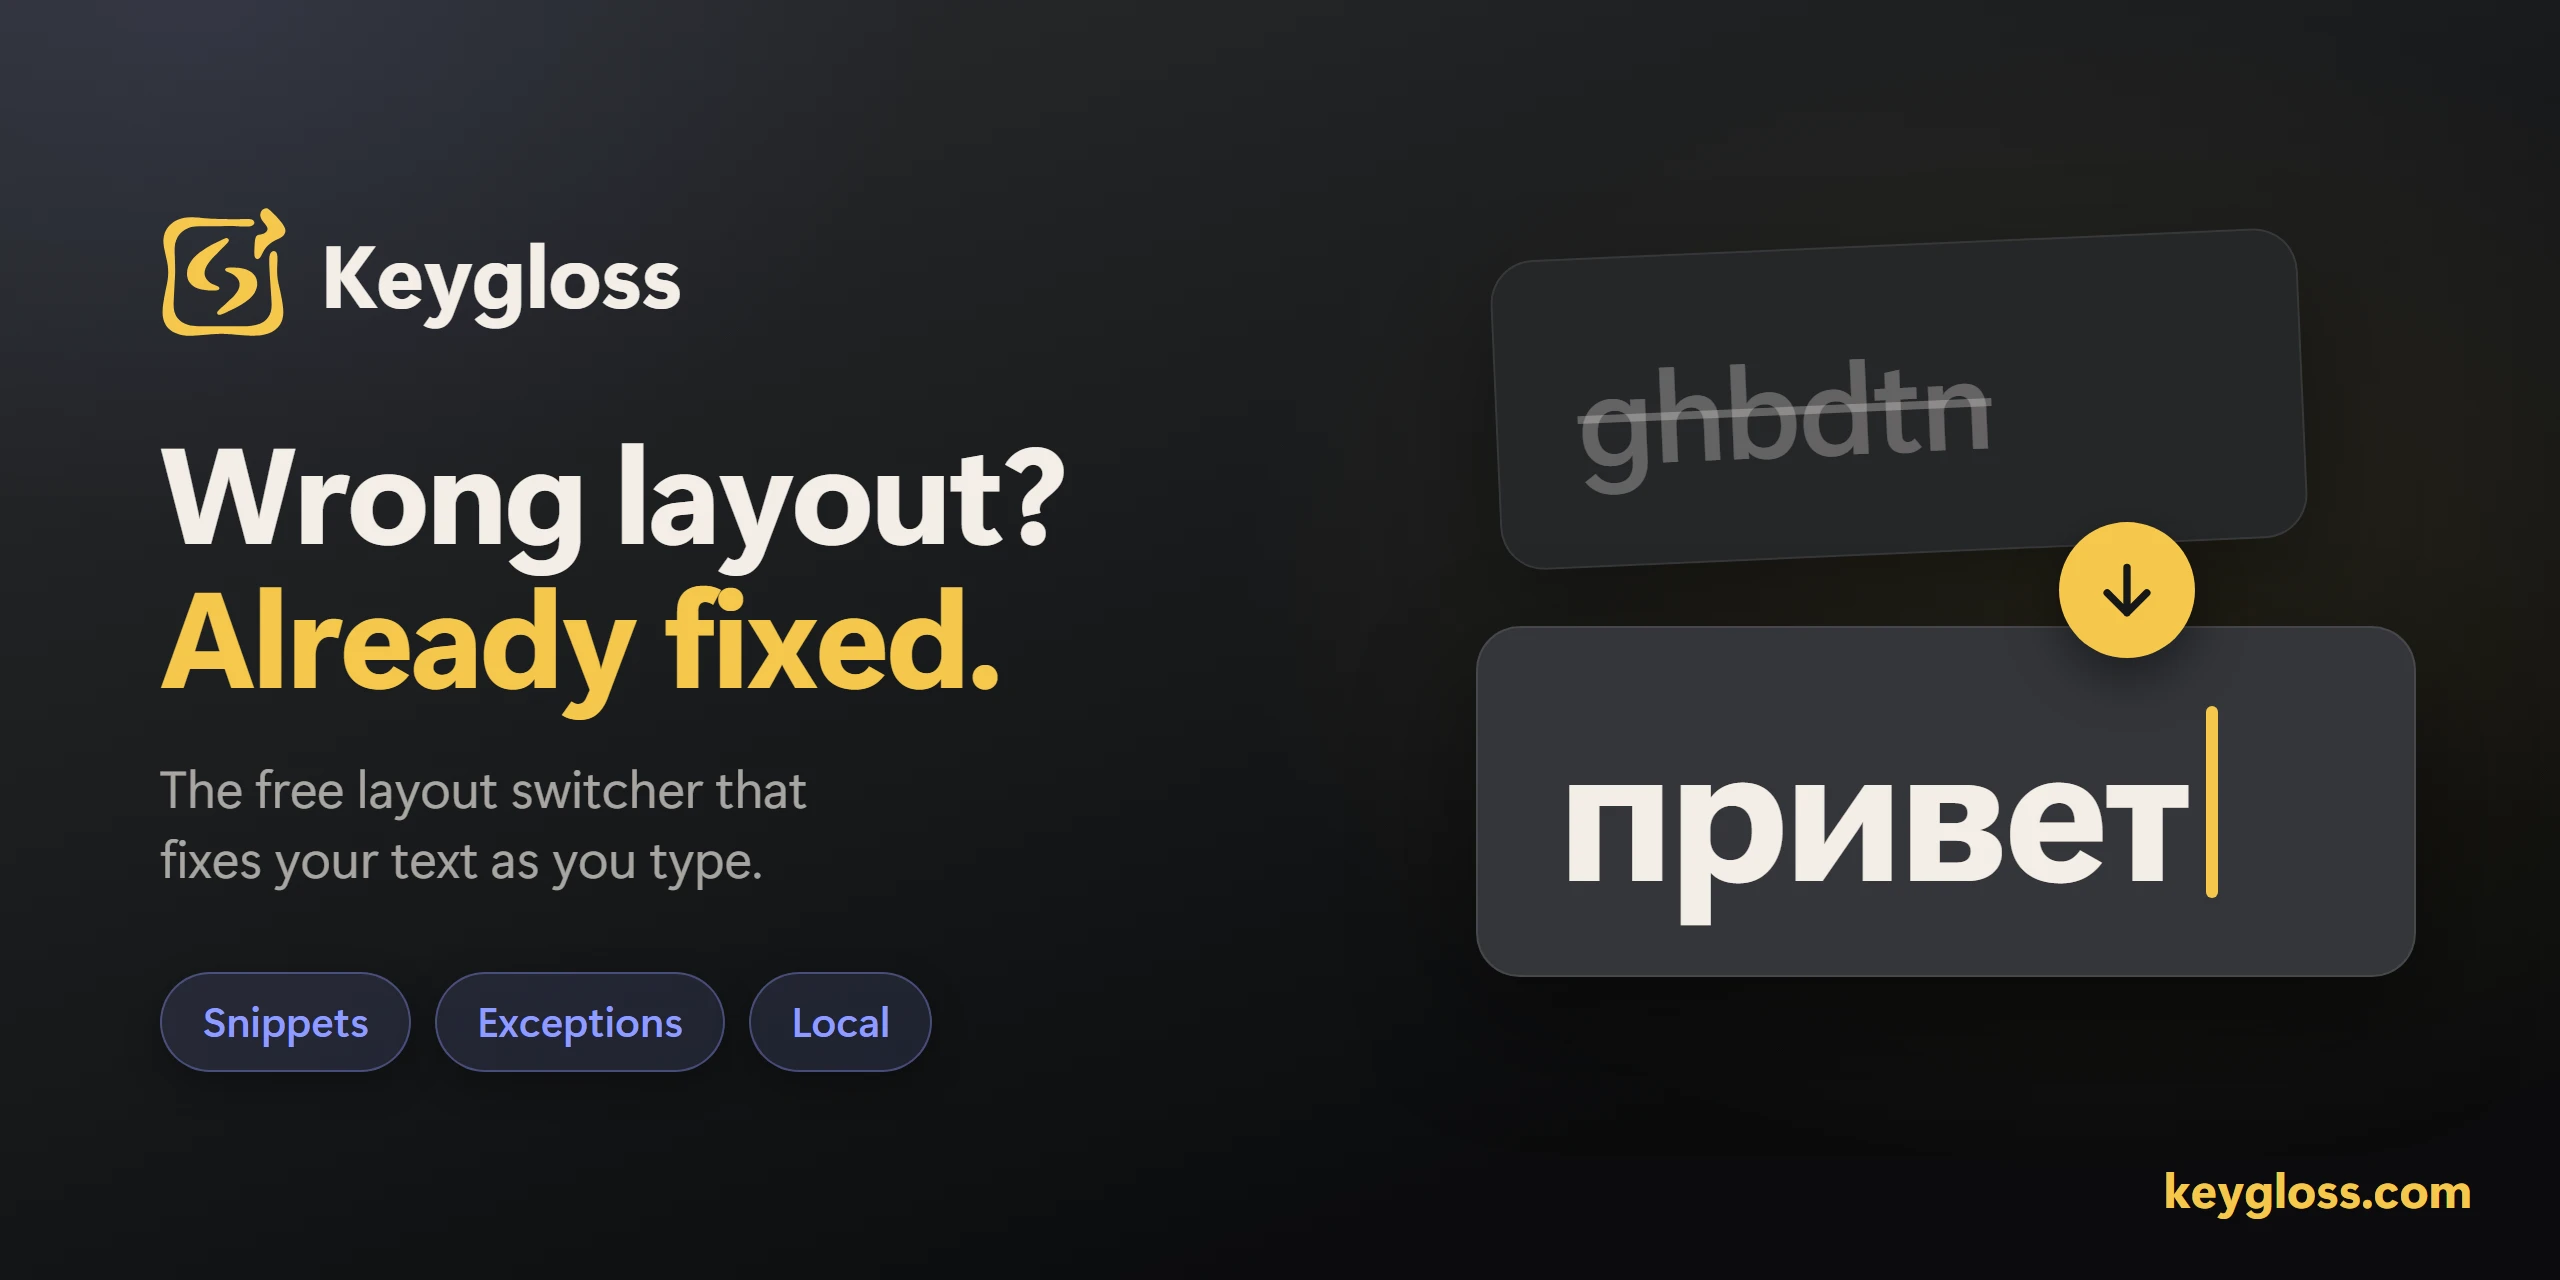 Keygloss
Wrong layout?
Already fixed.
The free layout switcher that
fixes your text as you type.
Snippets
Exceptions
Local
ghbdtn
привет
keygloss.com